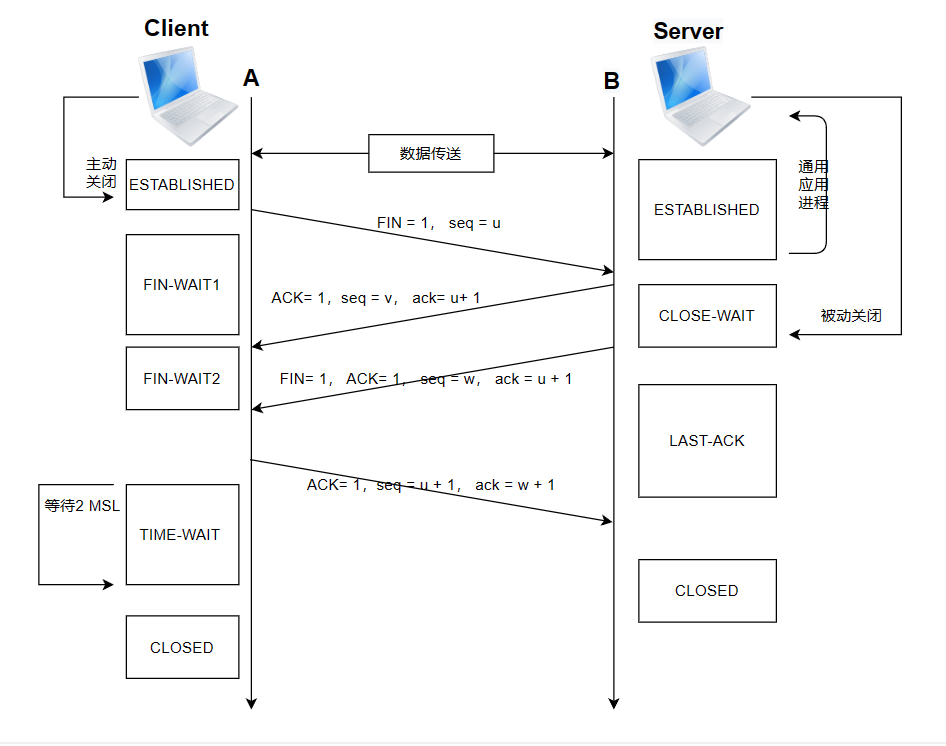 Client
Server
A
B
数据传送
主动
关闭
ESTABLISHED
通用
应用
进程
ESTABLISHED
FIN = 1， seq = u
FIN-WAIT1
ACK= 1，seq = v， ack= u+ 1
CLOSE-WAIT
被动关闭
FIN-WAIT2
FIN= 1， ACK= 1， seq = w， ack = u + 1
LAST-ACK
ACK= 1，seq = u + 1， ack = w + 1
等待2 MSL
TIME-WAIT
CLOSED
CLOSED